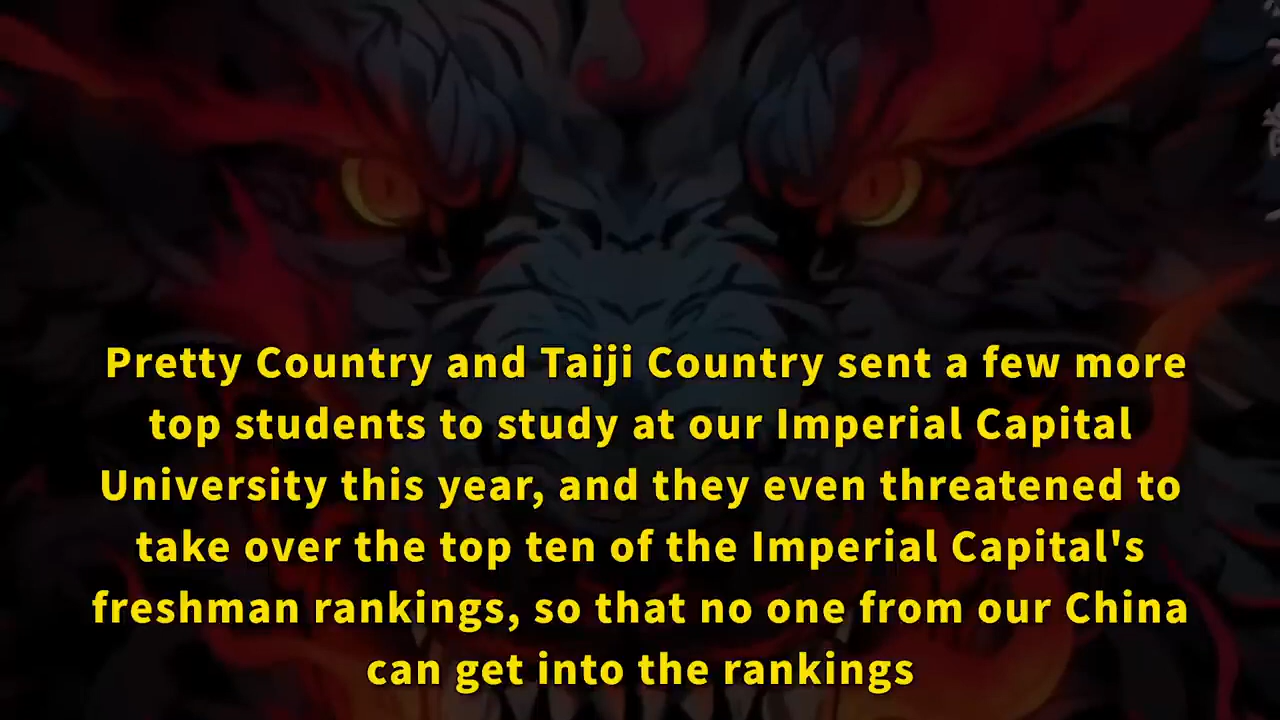 Pretty Country and Taiji Country sent a few more
top students to study at our Imperial Capital
University this year, and they even threatened to
take over the top ten of the Imperial Capital's
freshman rankings, so that no one from our China
can get into the rankings